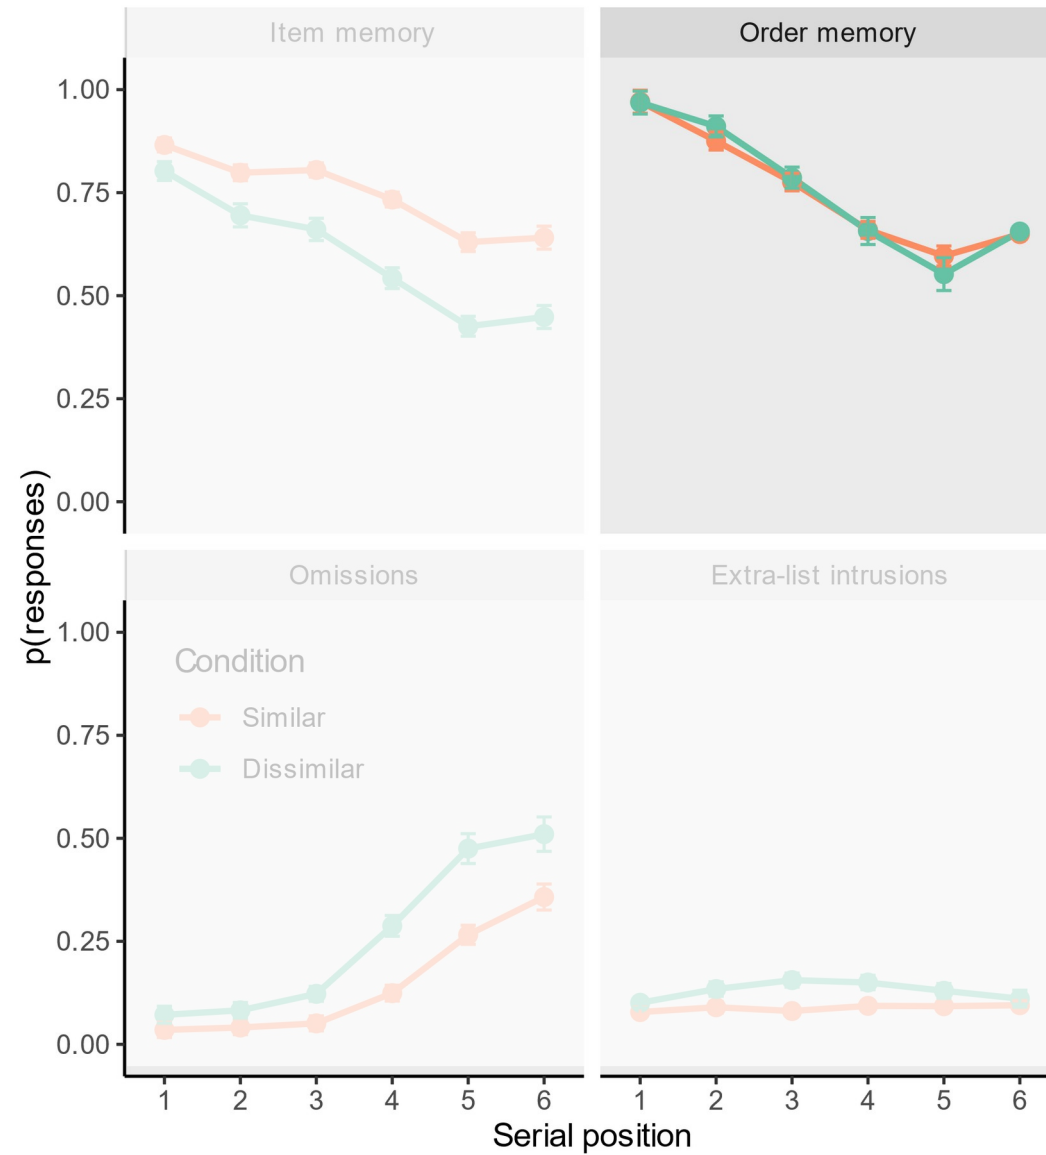 Item memory
Order memory
1.00
0.75
0.50
0.25
0.00
p(responses)
Omissions
Extra-list intrusions
1.00
0.75
0.50
0.25
0.00
Condition
Similar
Dissimilar
1 2 3 4 5 6
1 2 3 4 5 6
Serial position